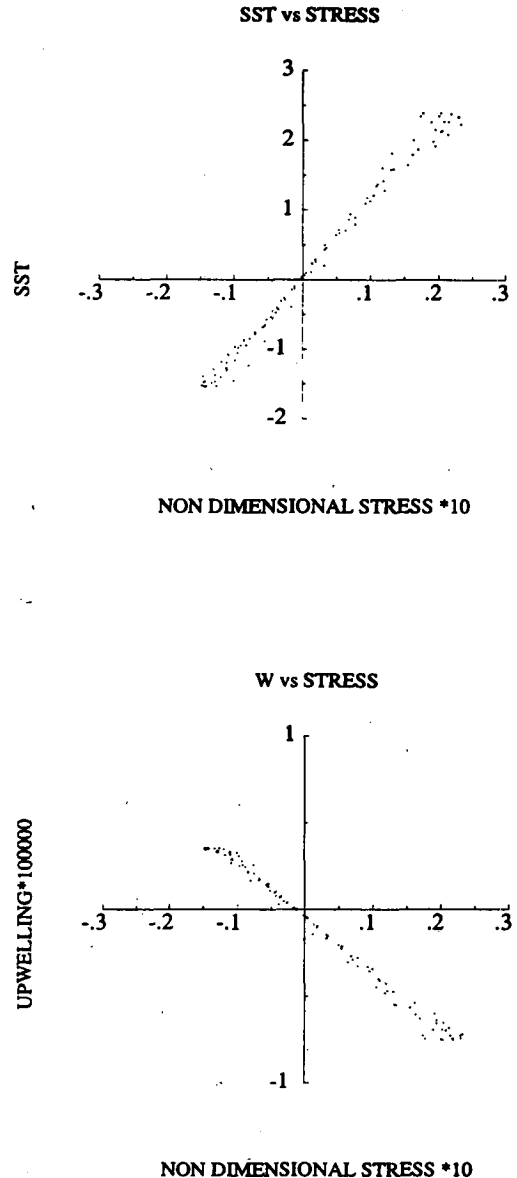 SST vs STRESS
3
2
1
SST
-.3 -.2 -.1 .1 .2 .3
-1
-2
NON DIMENSIONAL STRESS *10
W vs STRESS
1
UPWELLING*100000
-.3 -.2 -.1 .1 0.2 .3
-1
NON DIMENSIONAL STRESS *10